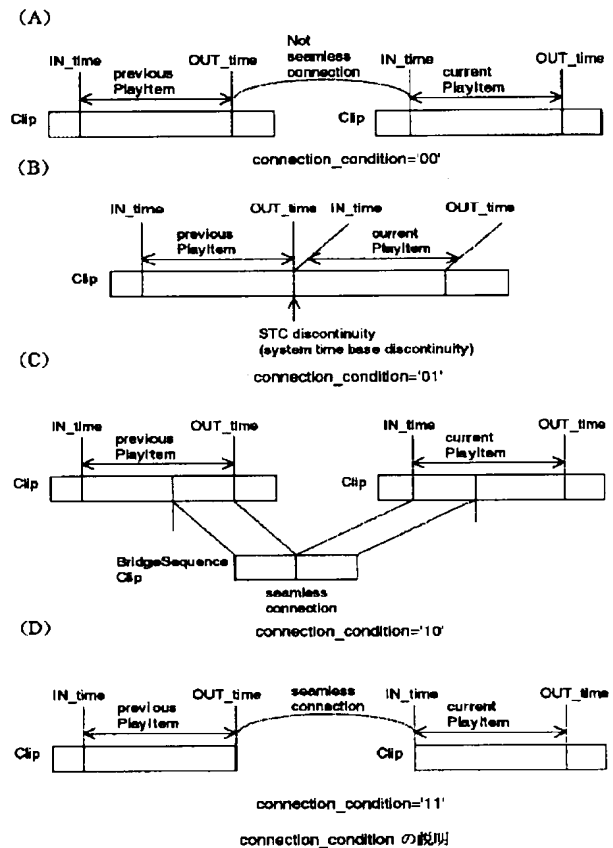 (A)
Not
seamless
connection
IN_time
previous
PlayItem
OUT_time
IN_time
current
PlayItem
OUT_time
Clip
Clip
connection_condition='00'
(B)
IN_time
previous
PlayItem
OUT_time
IN_time
current
PlayItem
OUT_time
Clip
STC discontinuity
(system time base discontinuity)
connection_condition='01'
(C)
IN_time
previous
PlayItem
OUT_time
IN_time
current
PlayItem
OUT_time
Clip
Clip
BridgeSequence
Clip
seamless
connection
connection_condition='10'
(D)
IN_time
previous
PlayItem
OUT_time
seamless
connection
IN_time
current
PlayItem
OUT_time
Clip
Clip
connection_condition='11'
connection_condition の説明